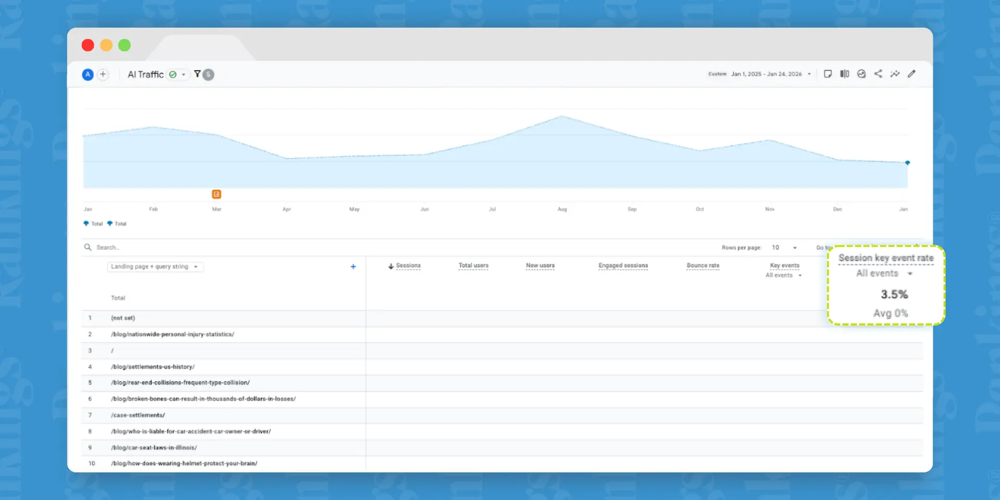 A
AI Traffic
S
Custom Jan 1, 2025 - Jan 24, 2026
Jan Feb Mar Apr May Jun Jul Aug Sep Oct Nov Dec Jan
Total Total
Search...
Rows per page: 10 Go to:
Landing page + query string
+
Sessions Total users New users Engaged sessions Bounce rate Key events
All events
Session key event rate
All events
3.5%
Avg 0%
Total
1 (not set)
2 /blog/nationwide-personal-injury-statistics/
3 /
4 /blog/settlements-us-history/
5 /blog/rear-end-collisions-frequent-type-collision/
6 /blog/broken-bones-can-result-in-thousands-of-dollars-in-losses/
7 /case-settlements/
8 /blog/who-is-liable-for-car-accident-car-owner-or-driver/
9 /blog/car-seat-laws-in-illinois/
10 /blog/how-does-wearing-helmet-protect-your-brain/
Rankings®